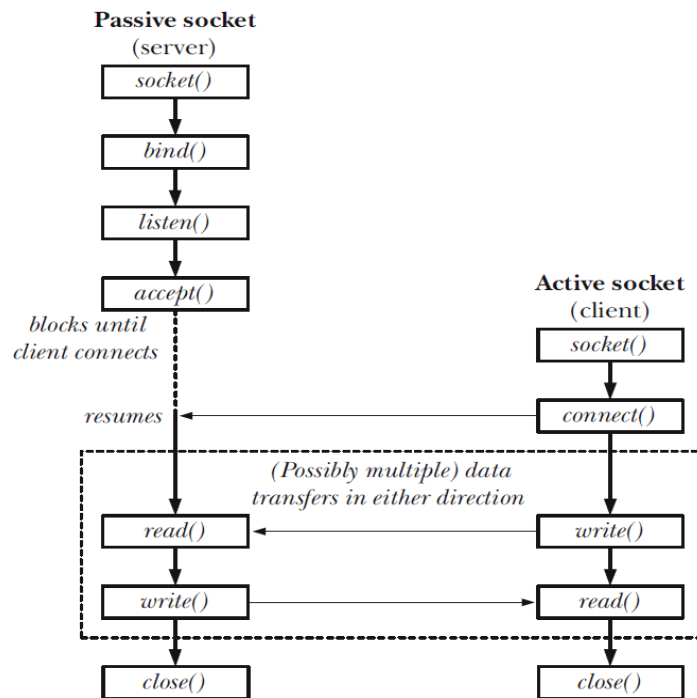 Passive socket
(server)
socket()
bind()
listen()
accept()
blocks until
client connects
resumes
Active socket
(client)
socket()
connect()
(Possibly multiple) data
transfers in either direction
read()
write()
write()
read()
close()
close()